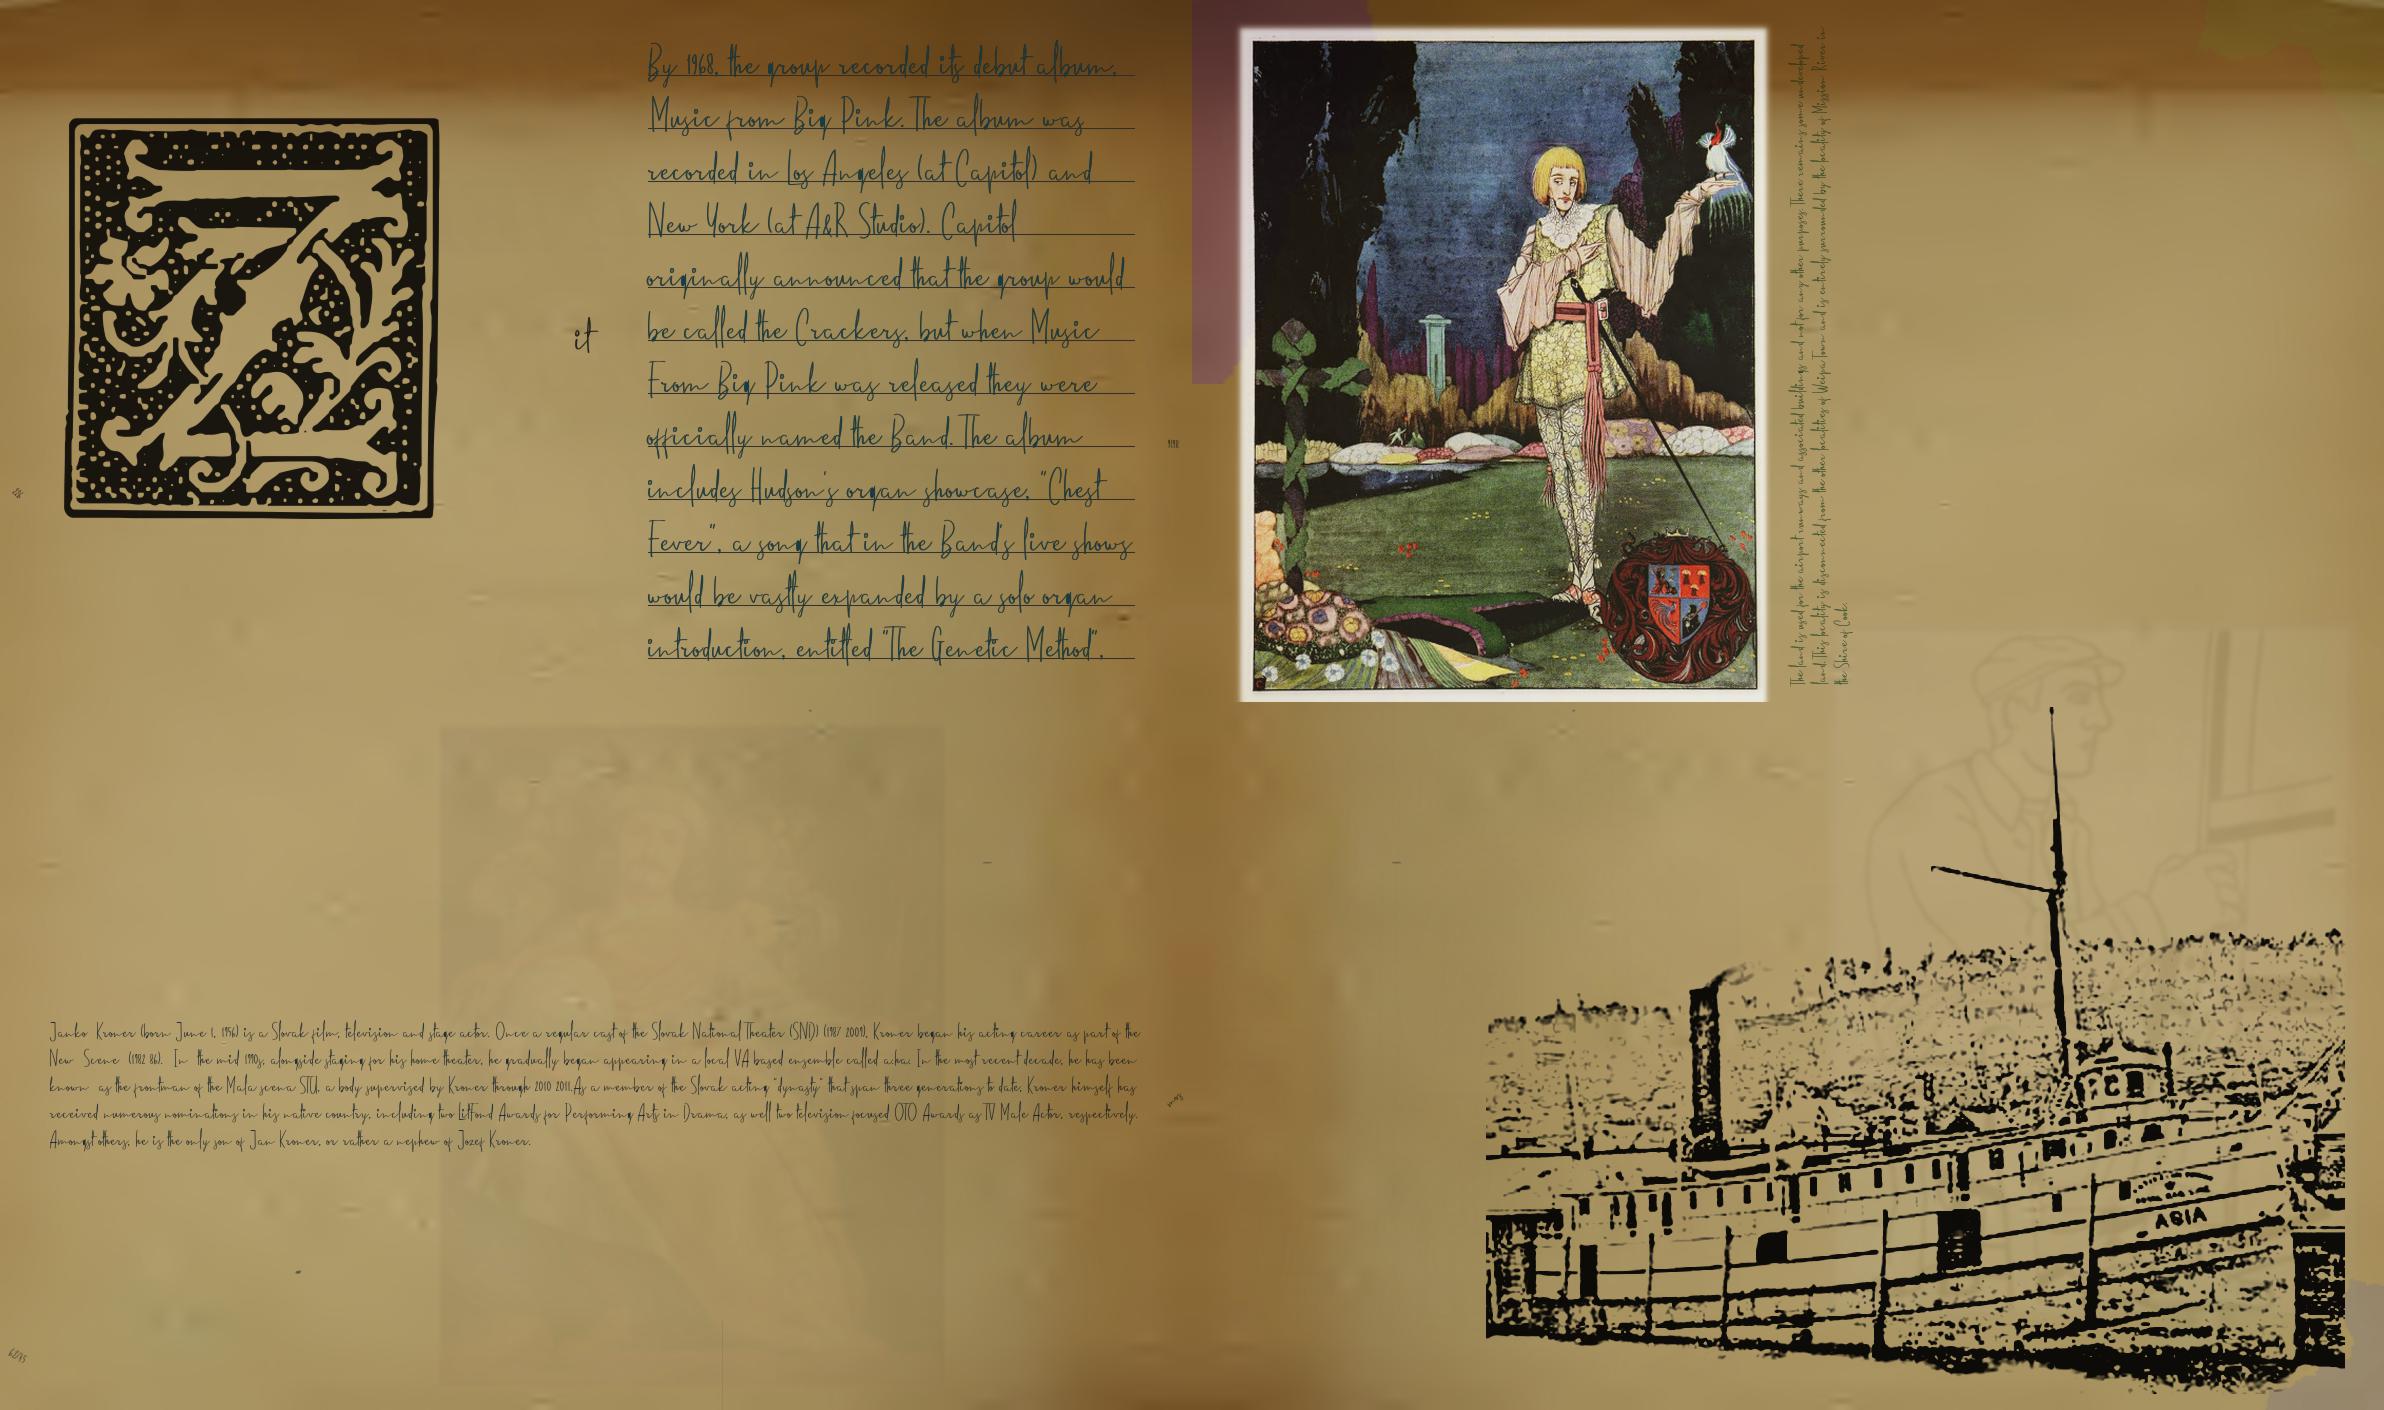 By 1968, the group recorded its debut album,
Music from Big Pink. The album was
recorded in Los Angeles (at Capitol) and
New York (at A&R Studio). Capitol
originally announced that the group would
be called the Crackers, but when Music
From Big Pink was released they were
officially named the Band. The album
includes Hudson's organ showcase, "Chest
Fever", a song that in the Band's live shows
would be vastly expanded by a solo organ
introduction, entitled "The Genetic Method",
it
Z
Janko Kroner (born June 1, 1956) is a Slovak film, television and stage actor. Once a regular cast of the Slovak National Theater (SND) (1987 2009), Kroner began his acting career as part of the
New Scene (1982 86). In the mid 1990s, alongside staging for his home theater, he gradually began appearing in a local VA based ensemble called a.ha. In the most recent decade, he has been
known as the frontman of the Mala scena STU, a body supervised by Kroner through 2010 2011.As a member of the Slovak acting "dynasty" that span three generations to date, Kroner himself has
received numerous nominations in his native country, including two LitFond Awards for Performing Arts in Drama, as well two television focused OTO Awards as TV Male Actor, respectively.
Amongst others, he is the only son of Jan Kroner, or rather a nephew of Jozef Kroner.
The land is used for the airport runways and associated buildings and not for any other purposes. There remains some undeveloped
land.This locality is disconnected from the other localities of Weipa Town and is entirely surrounded by the locality of Mission River in
the Shire of Cook.
ASIA